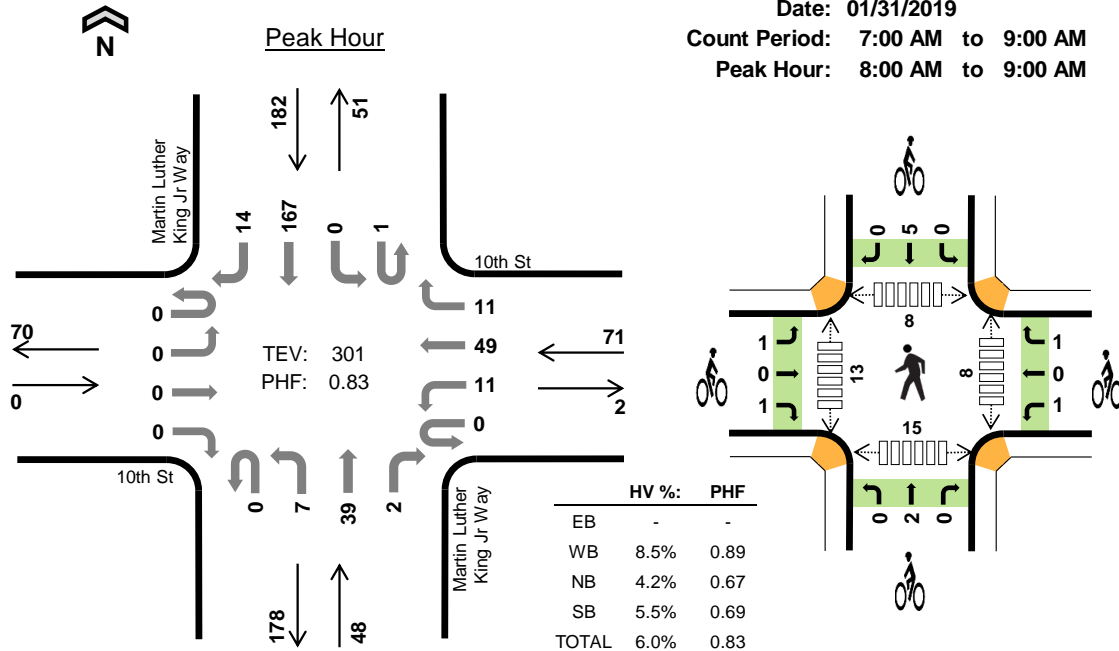 N
Peak Hour
Date: 01/31/2019
Count Period: 7:00 AM to 9:00 AM
Peak Hour: 8:00 AM to 9:00 AM
Martin Luther
King Jr Way
182
51
14
167
0
1
10th St
0
0
0
0
70
0
TEV: 301
PHF: 0.83
11
49
11
0
71
2
10th St
0
7
39
2
Martin Luther
King Jr Way
178
48
HV %: PHF
EB - -
WB 8.5% 0.89
NB 4.2% 0.67
SB 5.5% 0.69
TOTAL 6.0% 0.83
0 5 0
8
1
0
1
13
8
1
0
1
15
0 2 0